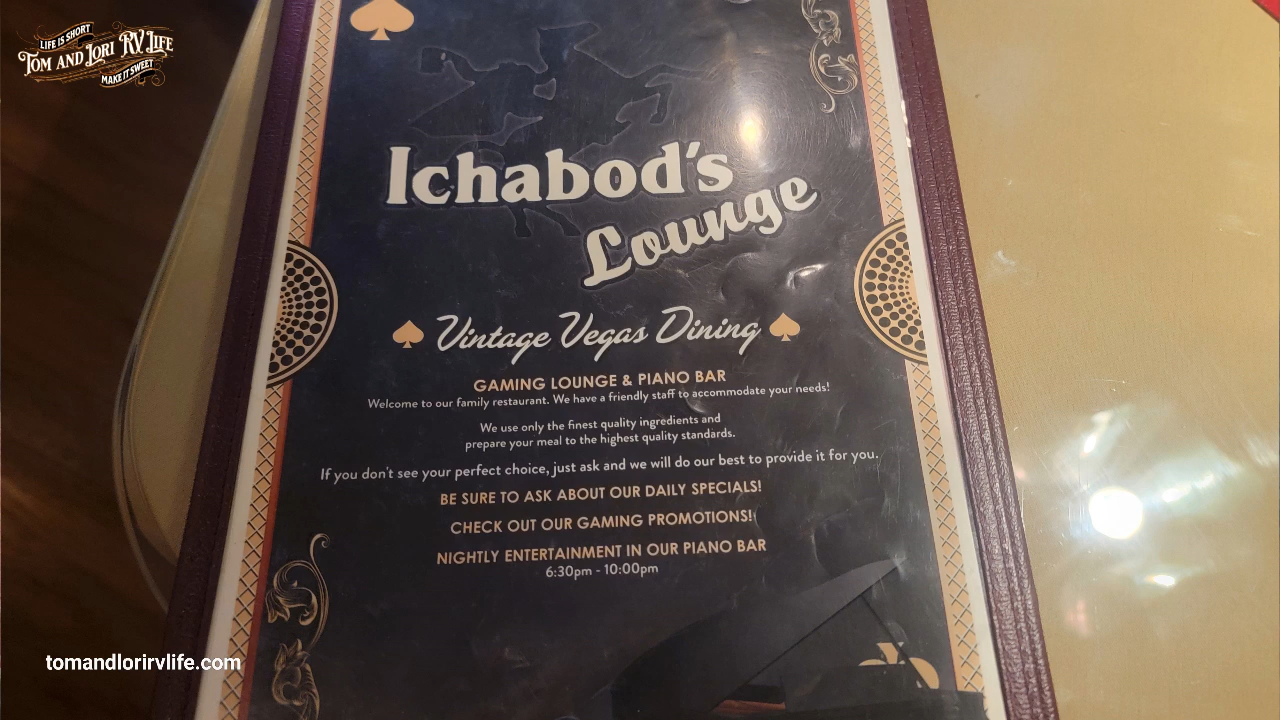 LIFE IS SHORT
TOM AND LORI RV LIFE
MAKE IT SWEET
Ichabod's
Lounge
Vintage Vegas Dining
GAMING LOUNGE & PIANO BAR
Welcome to our family restaurant. We have a friendly staff to accommodate your needs!
We use only the finest quality ingredients and
prepare your meal to the highest quality standards.
If you don't see your perfect choice, just ask and we will do our best to provide it for you.
BE SURE TO ASK ABOUT OUR DAILY SPECIALS!
CHECK OUT OUR GAMING PROMOTIONS!
NIGHTLY ENTERTAINMENT IN OUR PIANO BAR
6:30pm - 10:00pm
tomandlorirvlife.com